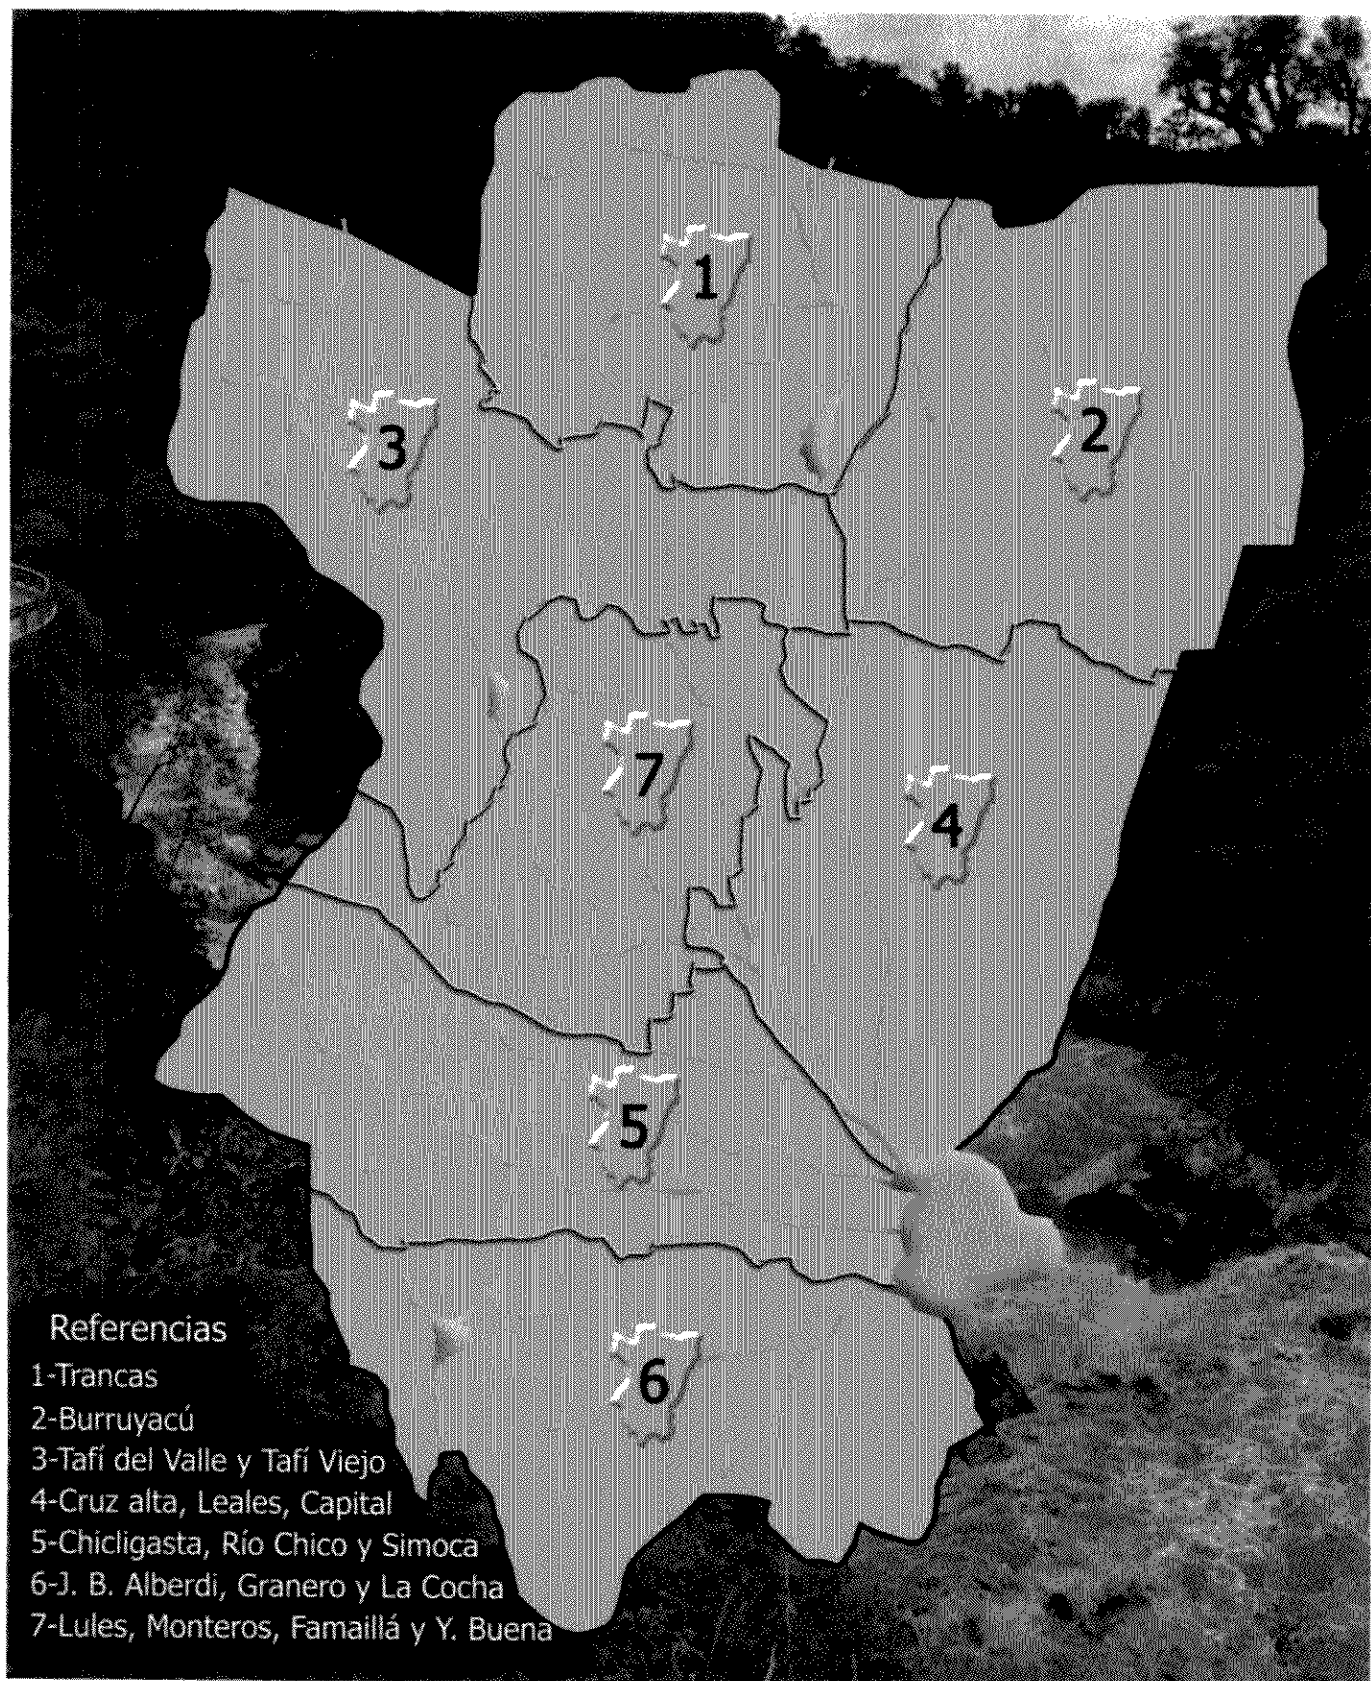 1
2
3
7
4
5
6
Referencias
1-Trancas
2-Burruyacú
3-Tafí del Valle y Tafí Viejo
4-Cruz alta, Leales, Capital
5-Chicligasta, Río Chico y Simoca
6-J. B. Alberdi, Granero y La Cocha
7-Lules, Monteros, Famaillá y Y. Buena